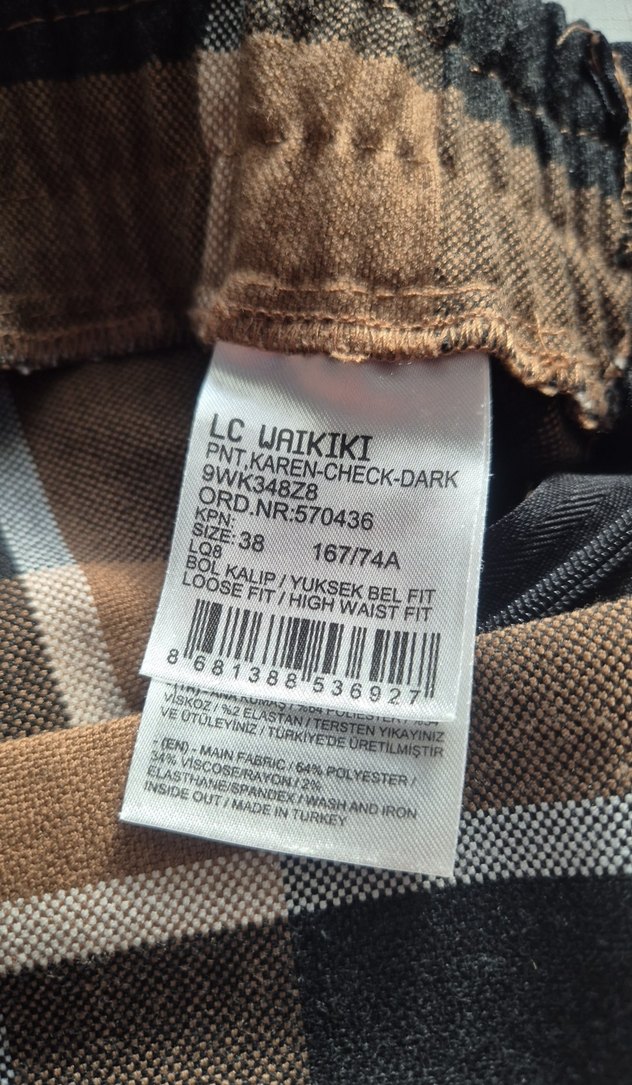 LC WAIKIKI
PNT,KAREN-CHECK-DARK
9WK348Z8
ORD.NR:570436
KPN:
SIZE: 38 167/74A
LQ8
BOL KALIP / YUKSEK BEL FIT
LOOSE FIT / HIGH WAIST FIT
8 681388 536927
VİSKOZ / %2 ELASTAN / TERSTEN YIKAYINIZ
VE ÜTÜLEYİNİZ / TÜRKİYE'DE ÜRETİLMİŞTİR
- (EN) - MAIN FABRIC / 64% POLYESTER /
34% VISCOSE/RAYON / 2%
ELASTHANE/SPANDEX / WASH AND IRON
INSIDE OUT / MADE IN TURKEY